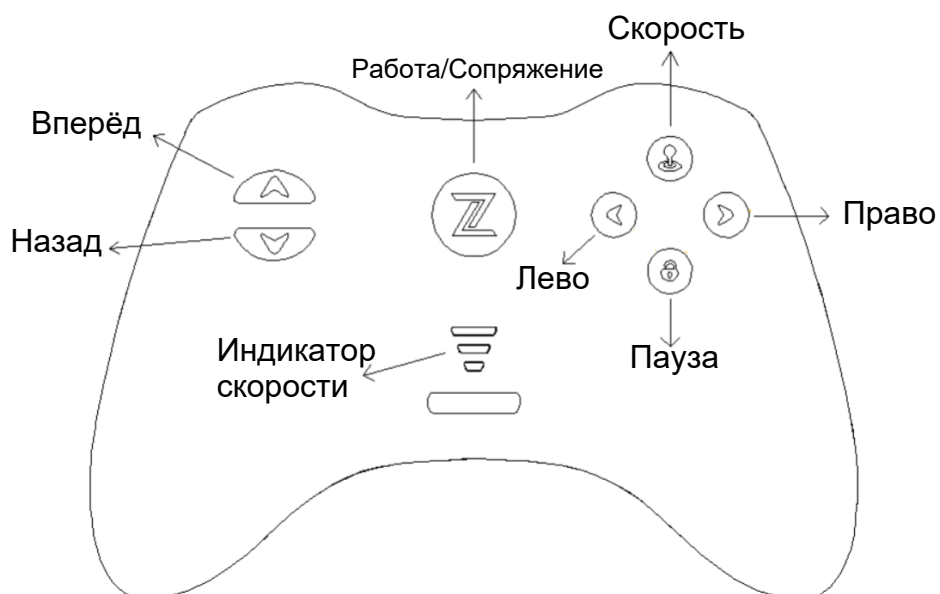 Скорость
Работа/Сопряжение
Вперёд
Право
Назад
Лево
Индикатор
скорости
Пауза